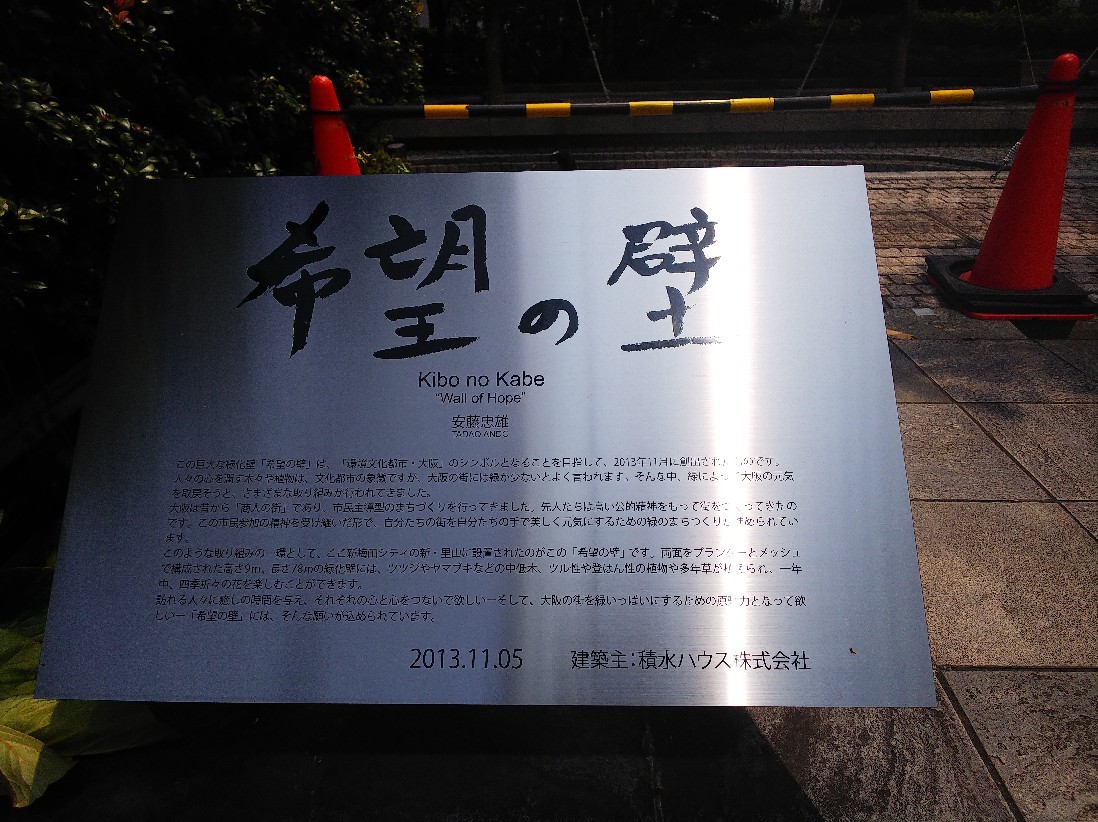 希望の壁
Kibo no Kabe
"Wall of Hope"
安藤忠雄
TADAO ANDO
この巨大な緑化壁「希望の壁」は、「環境文化都市・大阪」のシンボルとなることを目指して、2013年11月に創出されたものです。
人々の心を潤す木々や植物は、文化都市の象徴ですが、大阪の街には緑が少ないとよく言われます。そんな中、緑によって大阪の元気
を取戻そうと、さまざまな取り組みが行われてきました。
大阪は昔から「商人の街」であり、市民主導型のまちづくりを行ってきました。先人たちは高い公的精神をもって街をつくってきたもの
です。この市民参加の精神を受け継いだ形で、自分たちの街を自分たちの手で美しく元気にするための緑のまちづくりが進められてい
ます。
このような取り組みの一環として、ここ新梅田シティの新・里山に設置されたのがこの「希望の壁」です。両面をプランターとメッシュ
で構成された高さ9m、長さ78mの緑化壁には、ツツジやヤマブキなどの中低木、ツル性や登はん性の植物や多年草が植えられ、一年
中、四季折々の花を楽しむことができます。
訪れる人々に癒しの時間を与え、それぞれの心と心をつないで欲しいーそして、大阪の街を緑いっぱいにするための原動力となって欲
しいー「希望の壁」には、そんな願いが込められています。
2013.11.05 建築主：積水ハウス株式会社